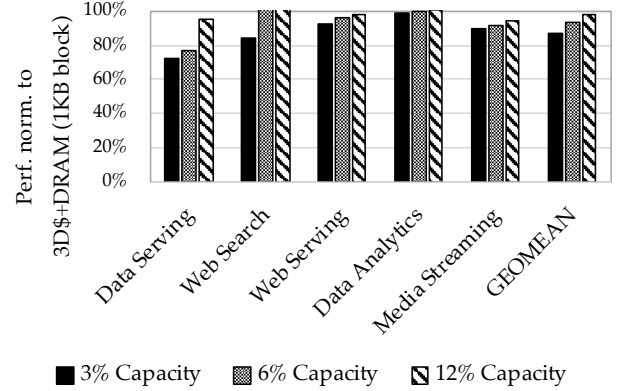 Perf. norm. to
3D$+DRAM (1KB block)
100%
80%
60%
40%
20%
0%
Data Serving
Web Search
Web Serving
Data Analytics
Media Streaming
GEOMEAN
3% Capacity 6% Capacity 12% Capacity